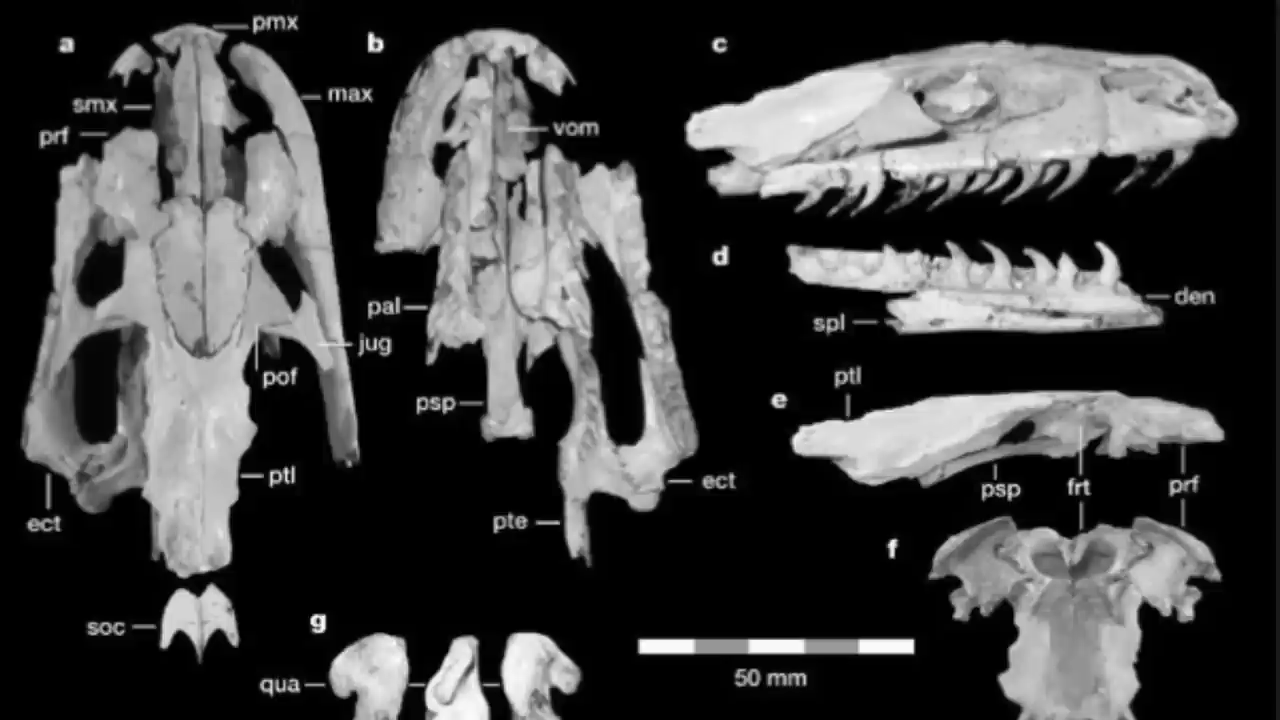 a
pmx
smx
max
prf
jug
pof
ptl
ect
soc
b
vom
pal
psp
ect
pte
c
d
den
spl
e
ptl
psp
frt
prf
f
g
qua
50 mm